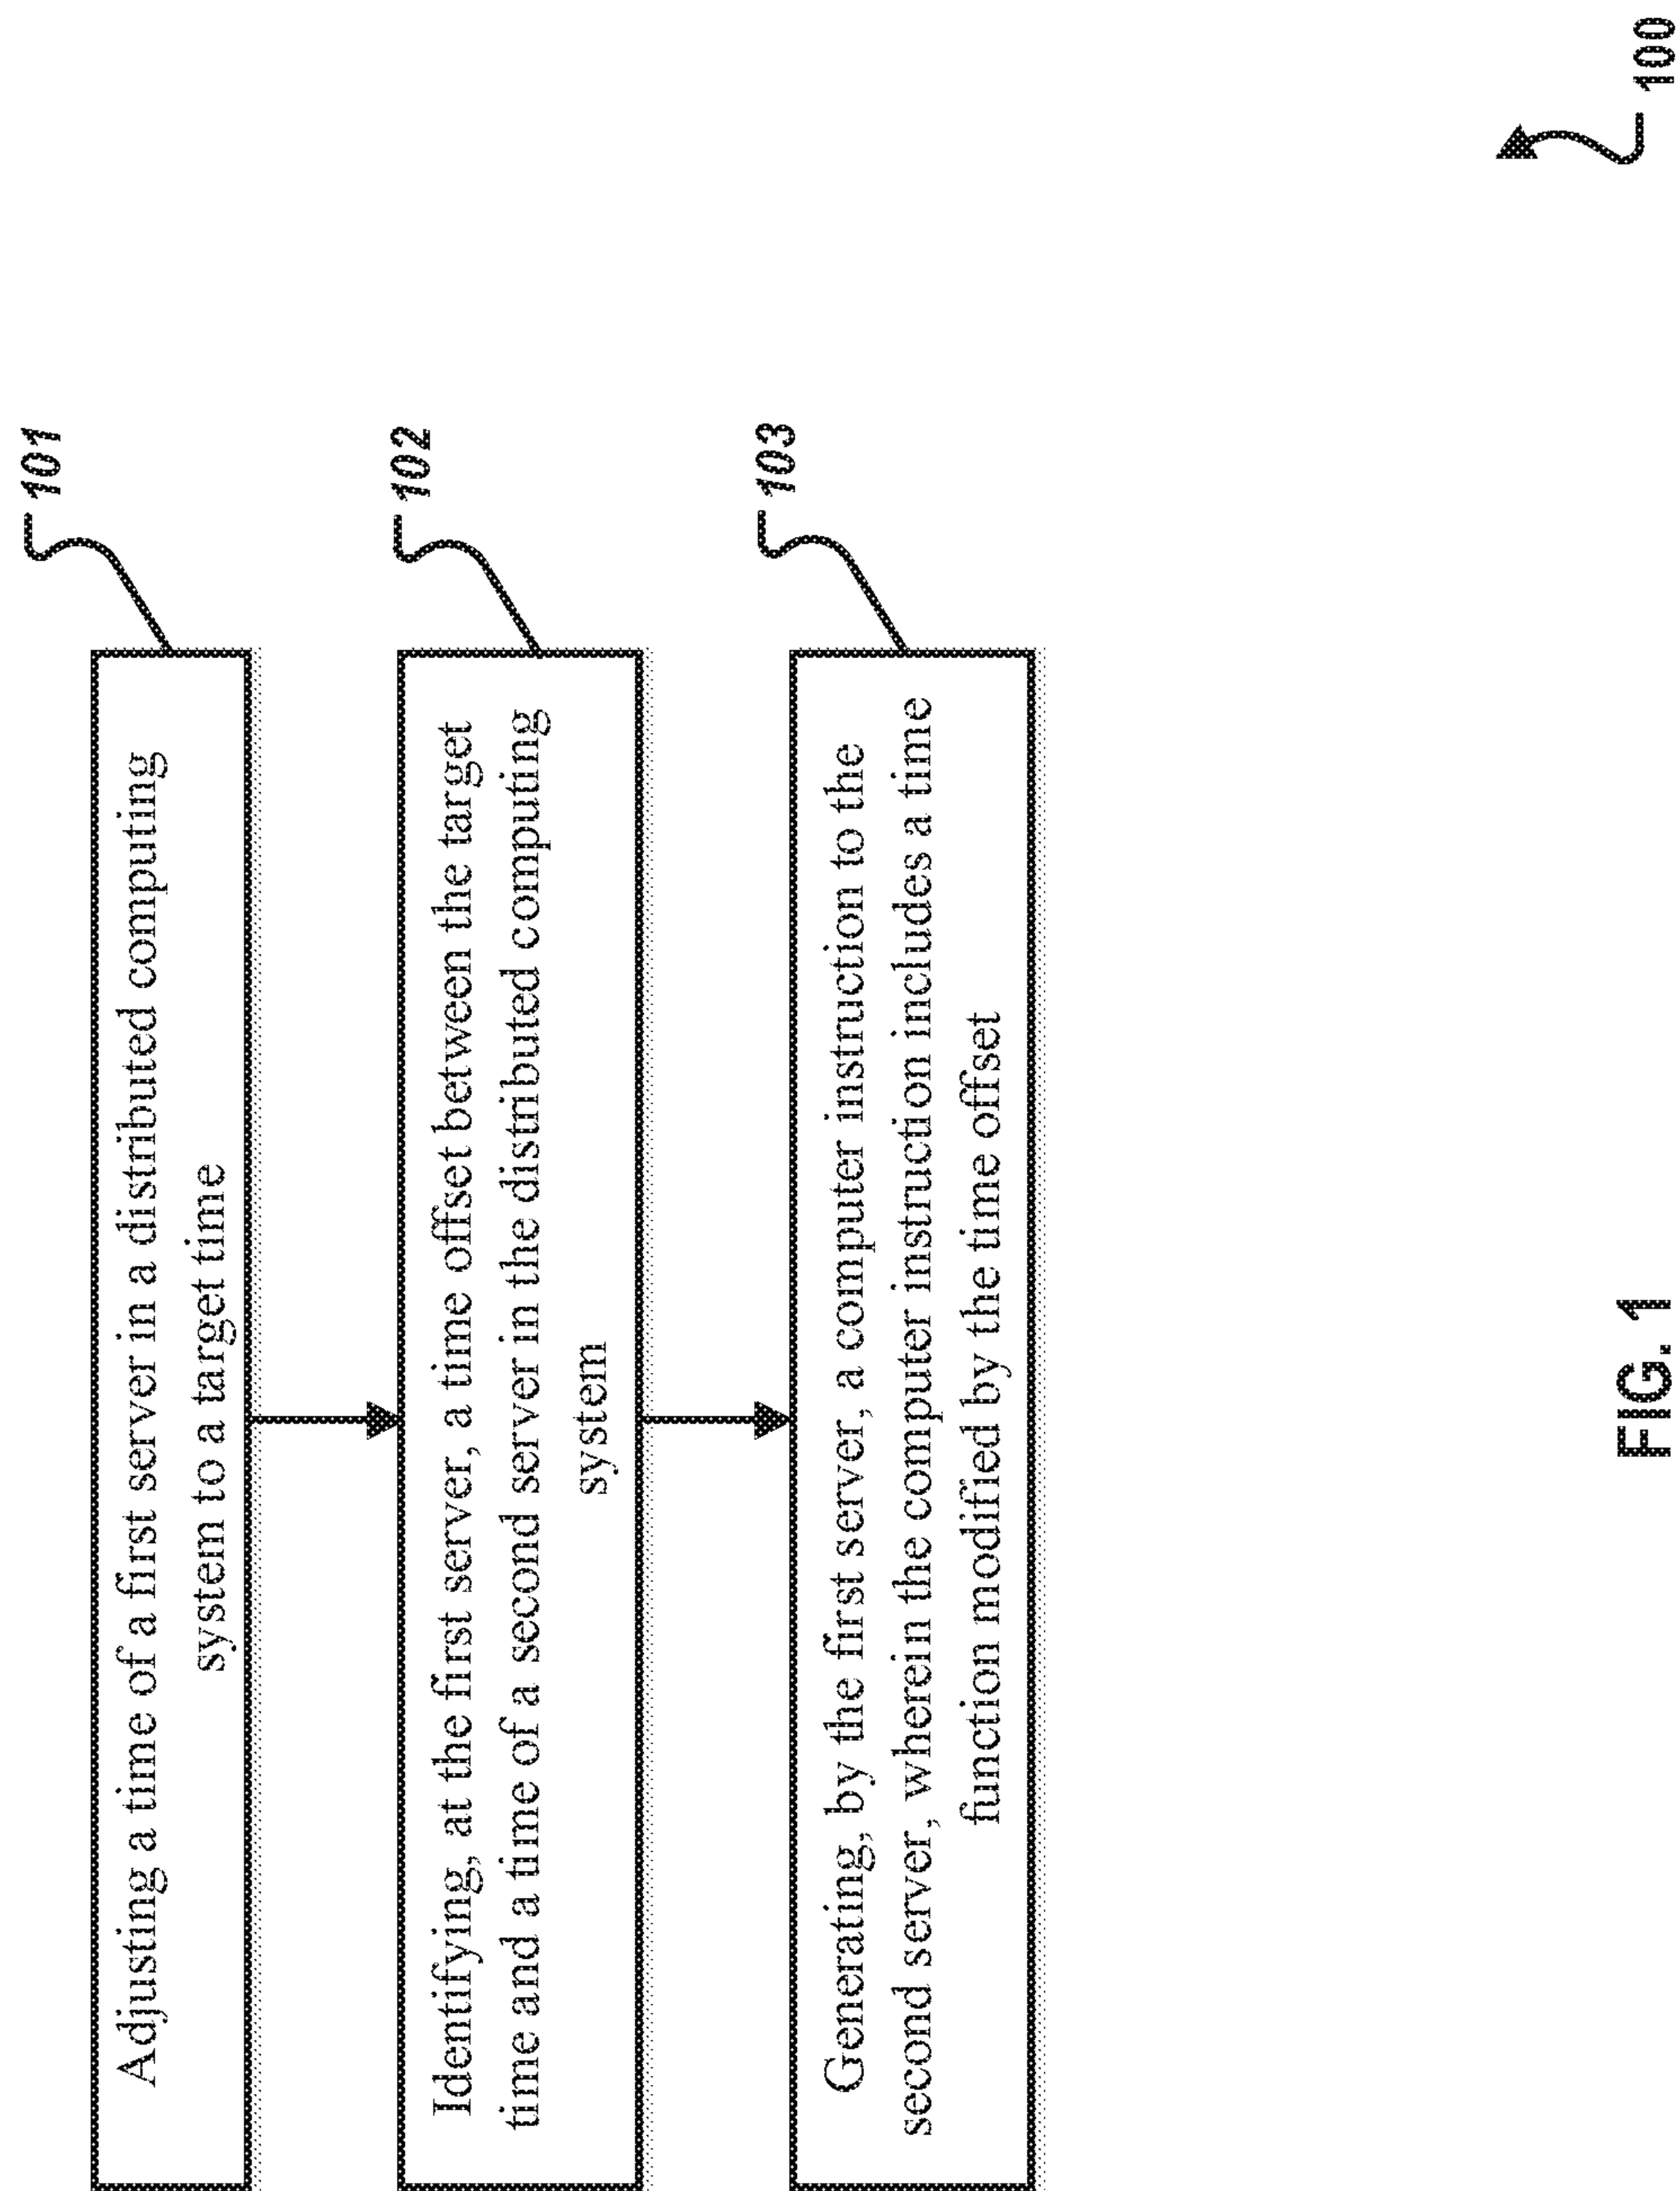 Adjusting a time of a first server in a distributed computing
system to a target time
101
Identifying, at the first server, a time offset between the target
time and a time of a second server in the distributed computing
system
102
Generating, by the first server, a computer instruction to the
second server, wherein the computer instruction includes a time
function modified by the time offset
103
FIG. 1
100